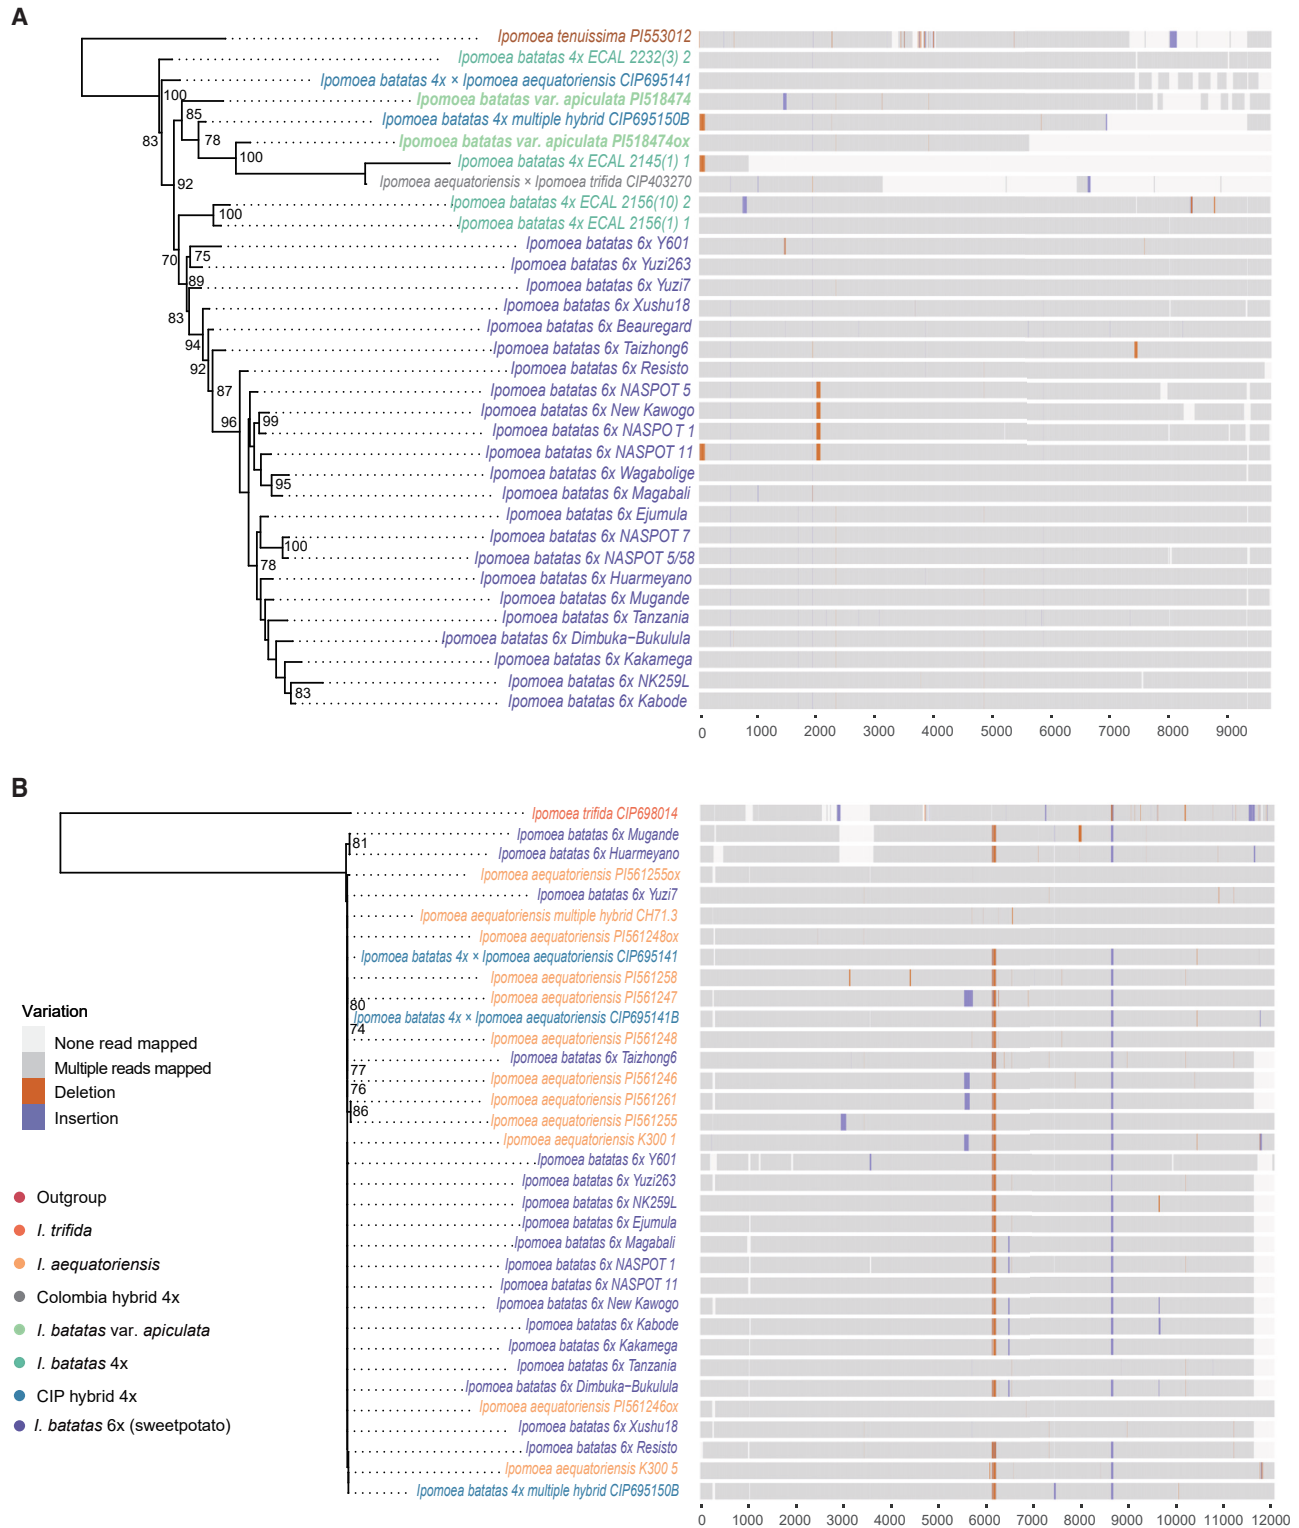 A
Ipomoea tenuissima PI553012
Ipomoea batatas 4x ECAL 2232(3) 2
Ipomoea batatas 4x × Ipomoea aequatoriensis CIP695141
100
Ipomoea batatas var. apiculata PI518474
85
Ipomoea batatas 4x multiple hybrid CIP695150B
83
78
Ipomoea batatas var. apiculata PI518474ox
100
Ipomoea batatas 4x ECAL 2145(1) 1
92
Ipomoea aequatoriensis × Ipomoea trifida CIP403270
Ipomoea batatas 4x ECAL 2156(10) 2
100
Ipomoea batatas 4x ECAL 2156(1) 1
Ipomoea batatas 6x Y601
70
75
Ipomoea batatas 6x Yuzi263
89
Ipomoea batatas 6x Yuzi7
Ipomoea batatas 6x Xushu18
83
Ipomoea batatas 6x Beauregard
94
Ipomoea batatas 6x Taizhong6
92
Ipomoea batatas 6x Resisto
87
Ipomoea batatas 6x NASPOT 5
Ipomoea batatas 6x New Kawogo
96
99
Ipomoea batatas 6x NASPOT 1
Ipomoea batatas 6x NASPOT 11
Ipomoea batatas 6x Wagabolige
95
Ipomoea batatas 6x Magabali
Ipomoea batatas 6x Ejumula
Ipomoea batatas 6x NASPOT 7
100
Ipomoea batatas 6x NASPOT 5/58
78
Ipomoea batatas 6x Huarmeyano
Ipomoea batatas 6x Mugande
Ipomoea batatas 6x Tanzania
Ipomoea batatas 6x Dimbuka−Bukulula
Ipomoea batatas 6x Kakamega
Ipomoea batatas 6x NK259L
83
Ipomoea batatas 6x Kabode
0 1000 2000 3000 4000 5000 6000 7000 8000 9000
B
Ipomoea trifida CIP698014
Ipomoea batatas 6x Mugande
81
Ipomoea batatas 6x Huarmeyano
Ipomoea aequatoriensis PI561255ox
Ipomoea batatas 6x Yuzi7
Ipomoea aequatoriensis multiple hybrid CH71.3
Ipomoea aequatoriensis PI561248ox
Ipomoea batatas 4x × Ipomoea aequatoriensis CIP695141
Ipomoea aequatoriensis PI561258
Ipomoea aequatoriensis PI561247
80
Ipomoea batatas 4x × Ipomoea aequatoriensis CIP695141B
74
Ipomoea aequatoriensis PI561248
Ipomoea batatas 6x Taizhong6
77
Ipomoea aequatoriensis PI561246
76
Ipomoea aequatoriensis PI561261
86
Ipomoea aequatoriensis PI561255
Ipomoea aequatoriensis K300 1
Ipomoea batatas 6x Y601
Ipomoea batatas 6x Yuzi263
Ipomoea batatas 6x NK259L
Ipomoea batatas 6x Ejumula
Ipomoea batatas 6x Magabali
Ipomoea batatas 6x NASPOT 1
Ipomoea batatas 6x NASPOT 11
Ipomoea batatas 6x New Kawogo
Ipomoea batatas 6x Kabode
Ipomoea batatas 6x Kakamega
Ipomoea batatas 6x Tanzania
Ipomoea batatas 6x Dimbuka−Bukulula
Ipomoea aequatoriensis PI561246ox
Ipomoea batatas 6x Xushu18
Ipomoea batatas 6x Resisto
Ipomoea aequatoriensis K300 5
Ipomoea batatas 4x multiple hybrid CIP695150B
0 1000 2000 3000 4000 5000 6000 7000 8000 9000 10000 11000 12000
Variation
None read mapped
Multiple reads mapped
Deletion
Insertion
Outgroup
I. trifida
I. aequatoriensis
Colombia hybrid 4x
I. batatas var. apiculata
I. batatas 4x
CIP hybrid 4x
I. batatas 6x (sweetpotato)